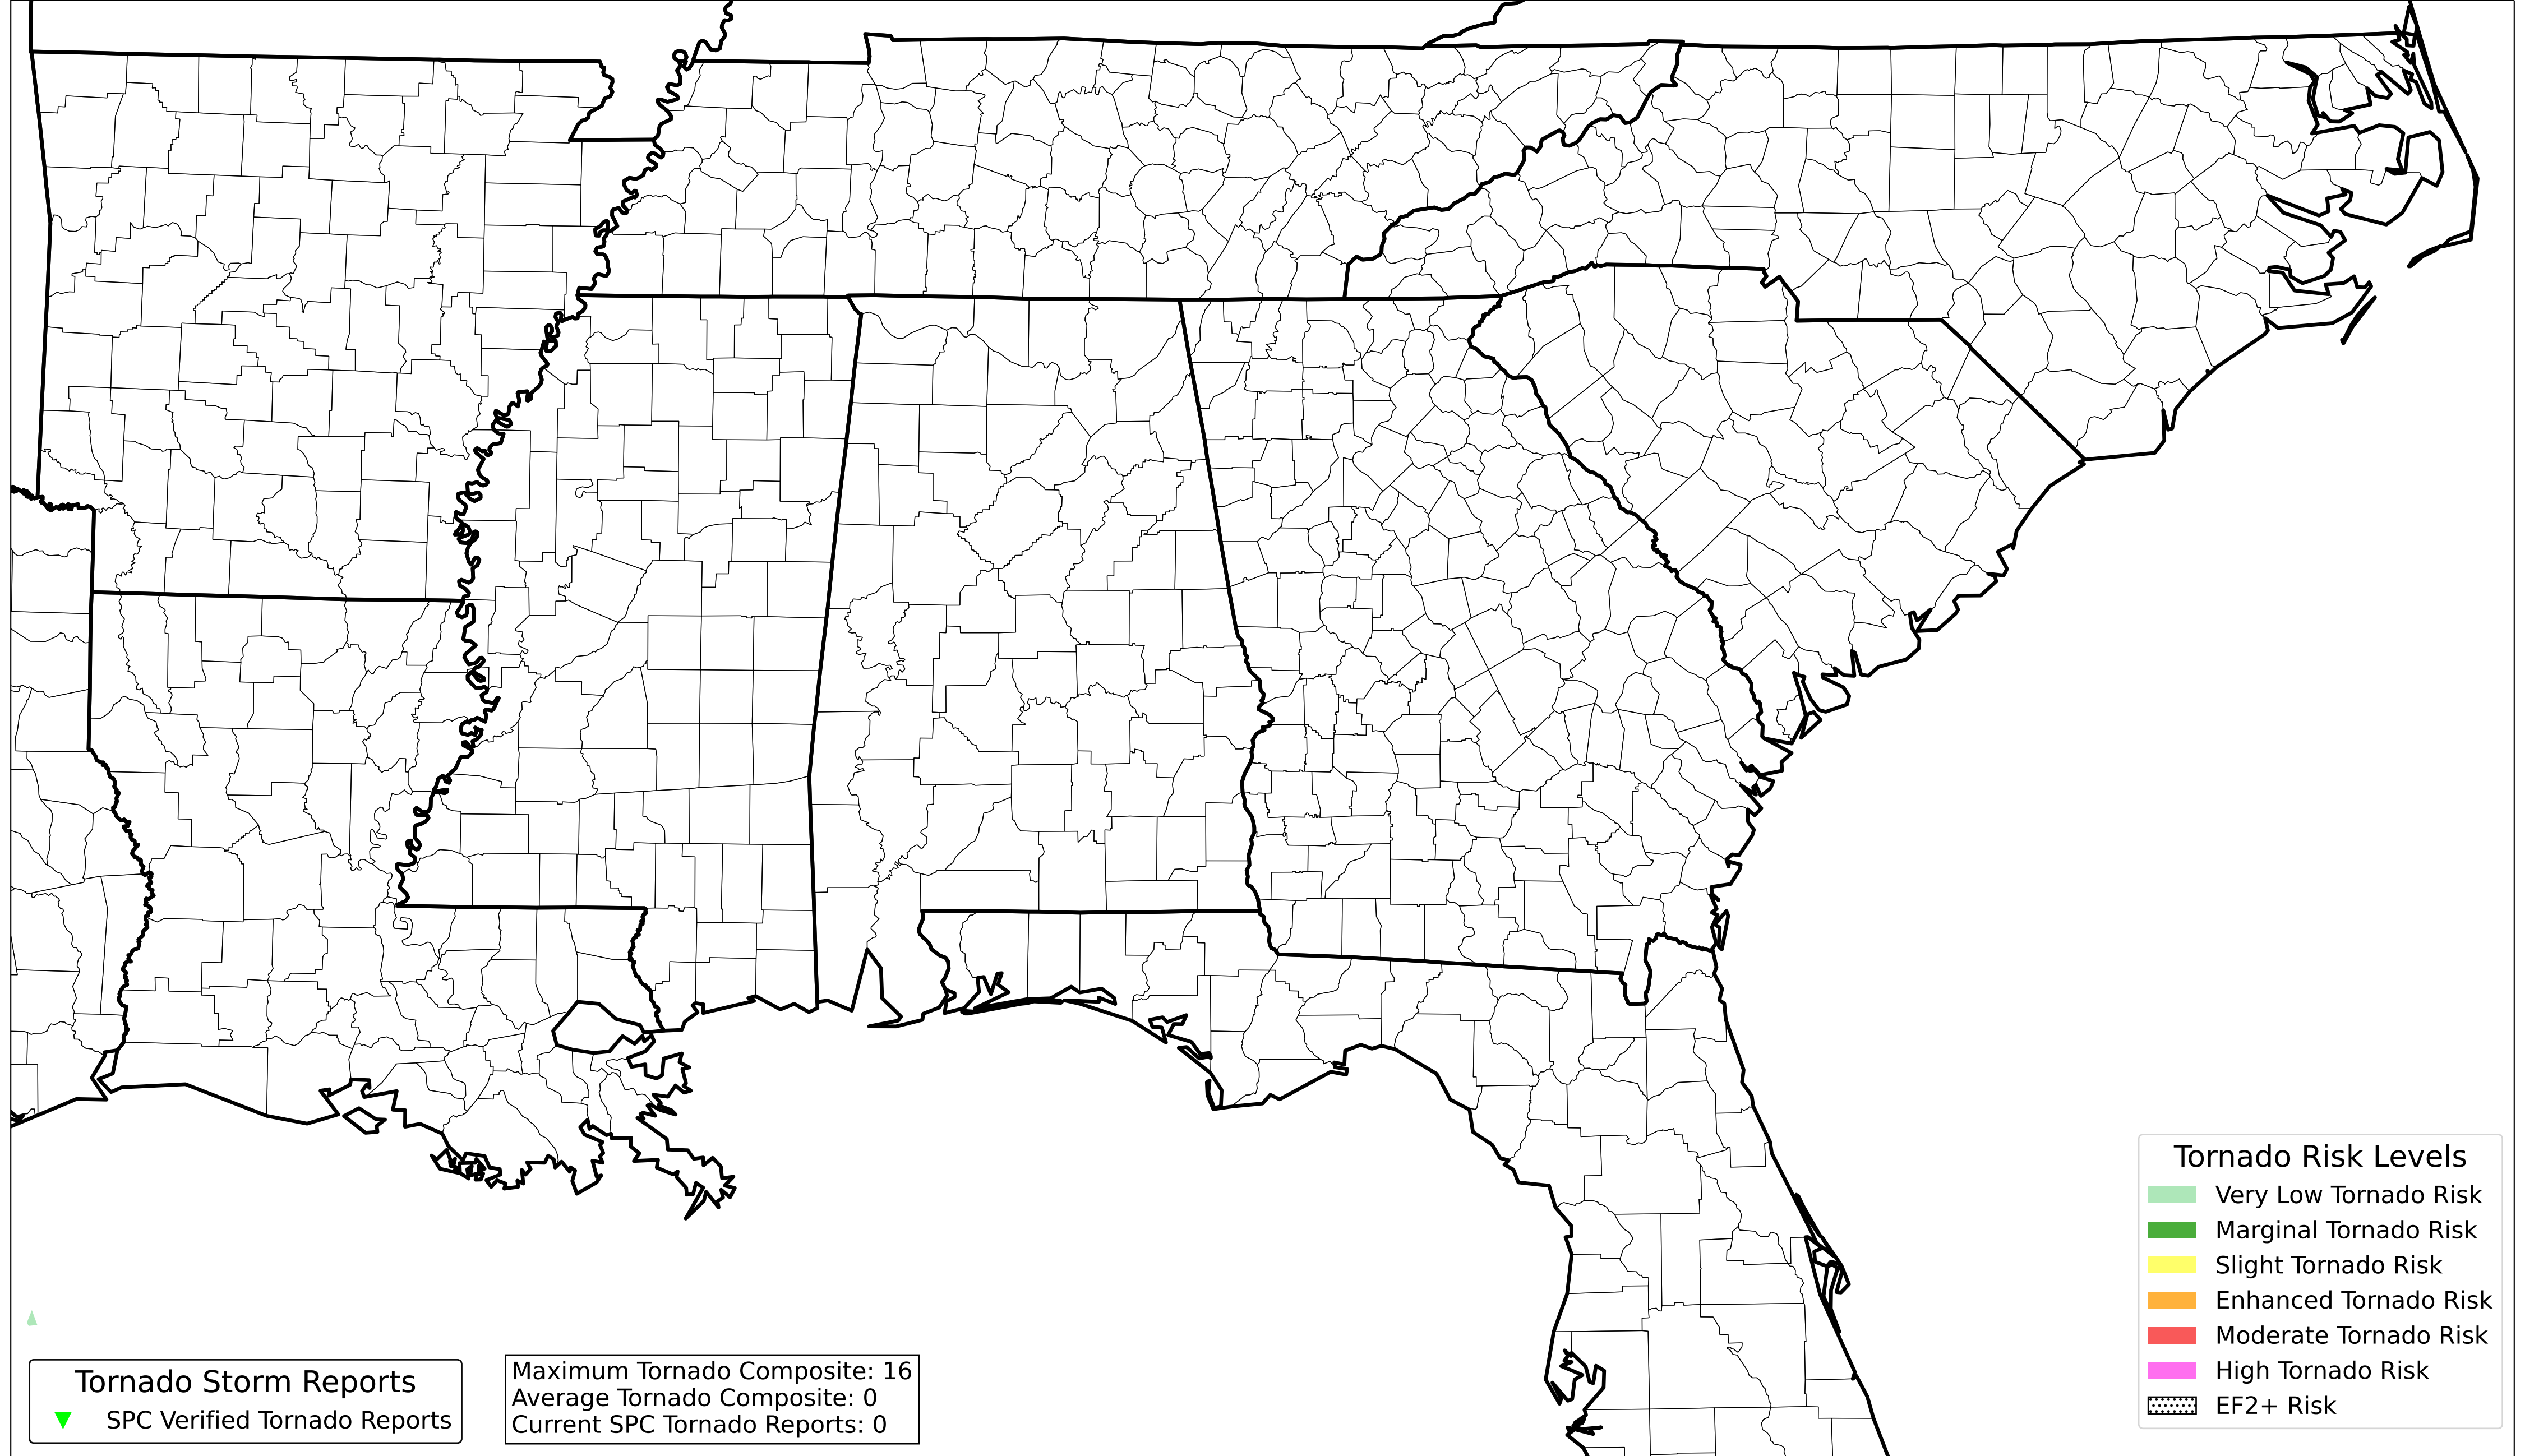 Tornado Storm Reports
SPC Verified Tornado Reports
Maximum Tornado Composite: 16
Average Tornado Composite: 0
Current SPC Tornado Reports: 0
Tornado Risk Levels
Very Low Tornado Risk
Marginal Tornado Risk
Slight Tornado Risk
Enhanced Tornado Risk
Moderate Tornado Risk
High Tornado Risk
EF2+ Risk